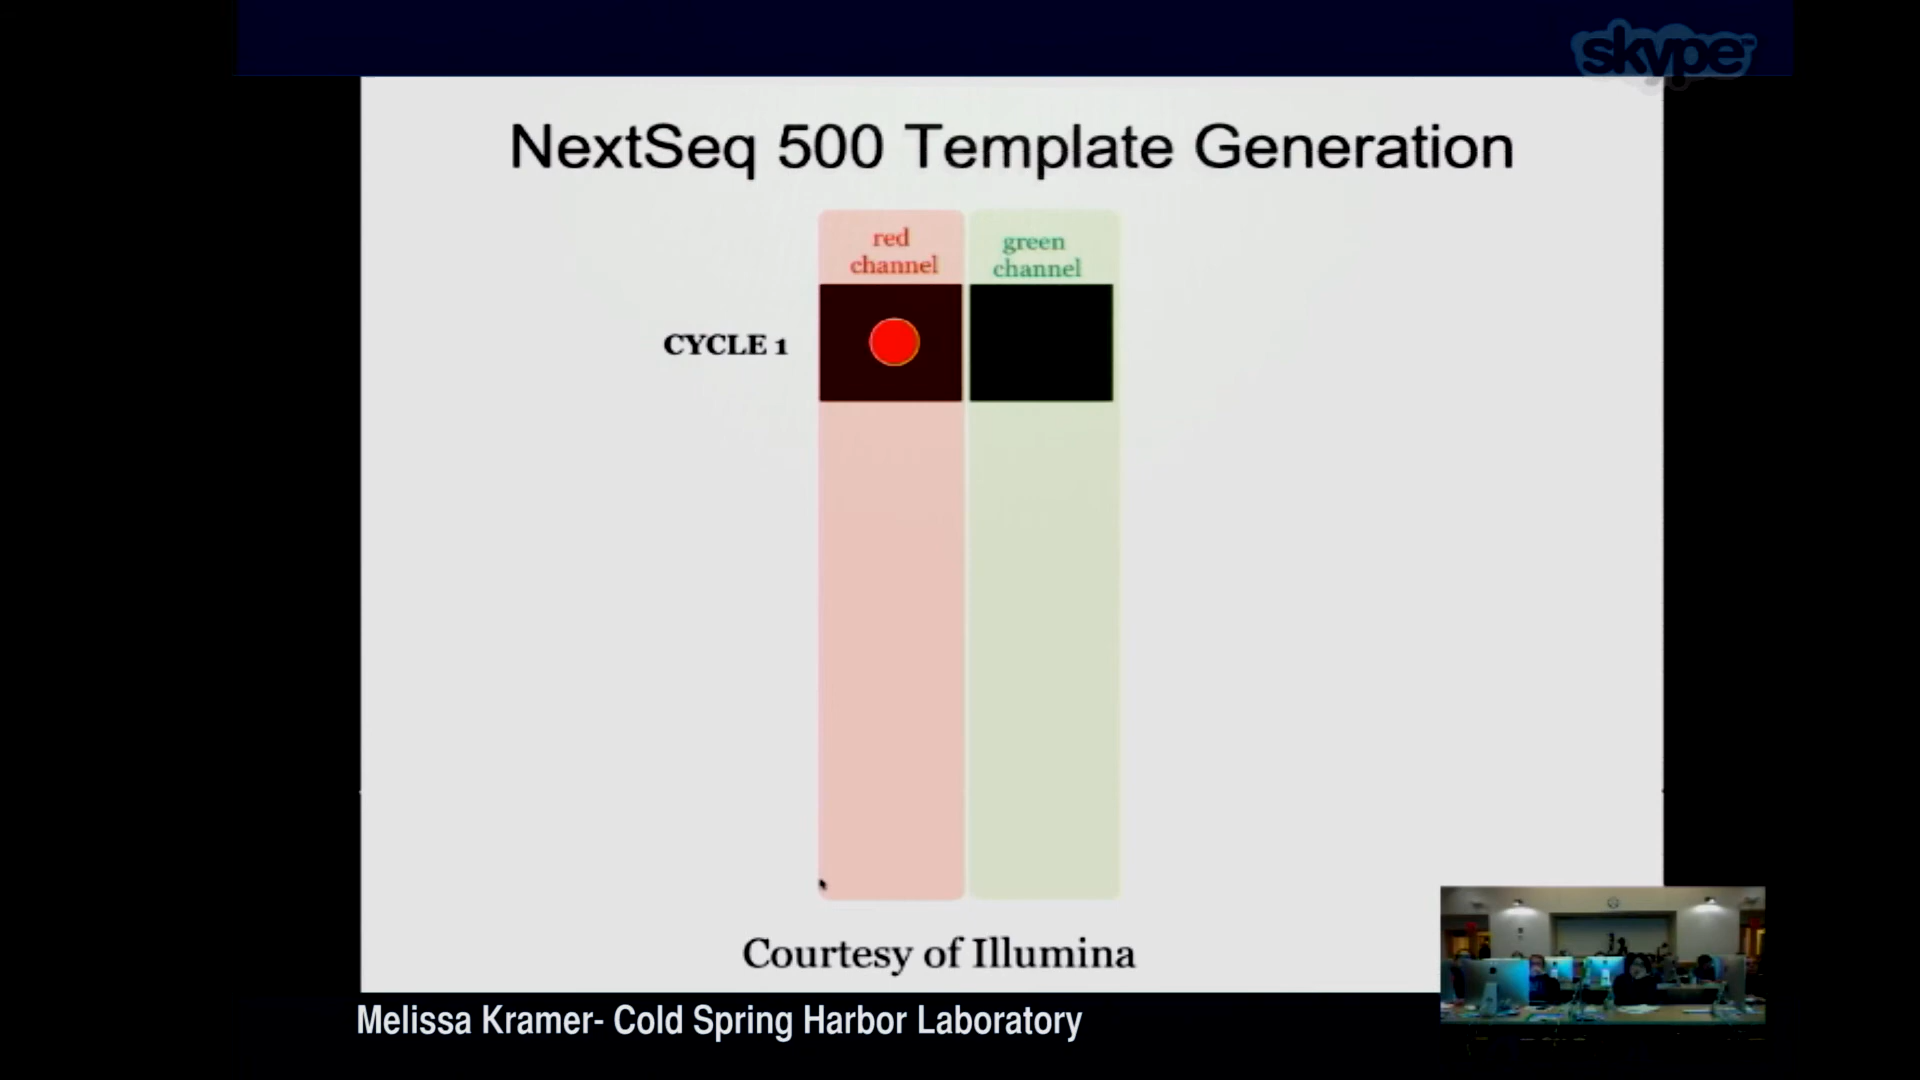 skype
NextSeq 500 Template Generation
red
channel
green
channel
CYCLE 1
Courtesy of Illumina
Melissa Kramer- Cold Spring Harbor Laboratory